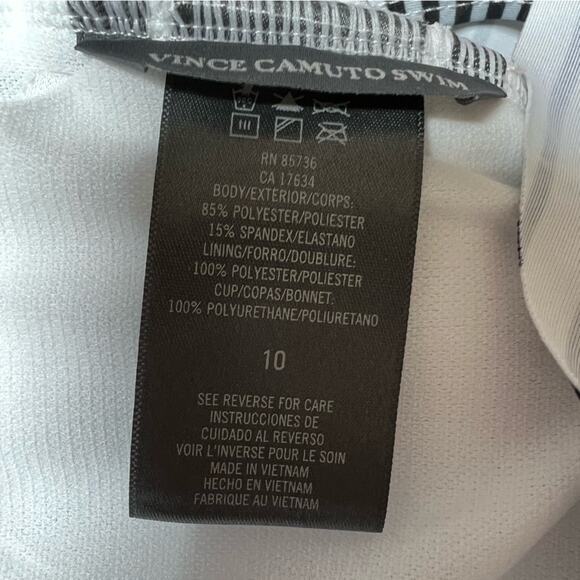 VINCE CAMUTO SWIM
RN 85736
CA 17634
BODY/EXTERIOR/CORPS:
85% POLYESTER/POLIESTER
15% SPANDEX/ELASTANO
LINING/FORRO/DOUBLURE:
100% POLYESTER/POLIESTER
CUP/COPAS/BONNET:
100% POLYURETHANE/POLIURETANO
10
SEE REVERSE FOR CARE
INSTRUCCIONES DE
CUIDADO AL REVERSO
VOIR L'INVERSE POUR LE SOIN
MADE IN VIETNAM
HECHO EN VIETNAM
FABRIQUE AU VIETNAM